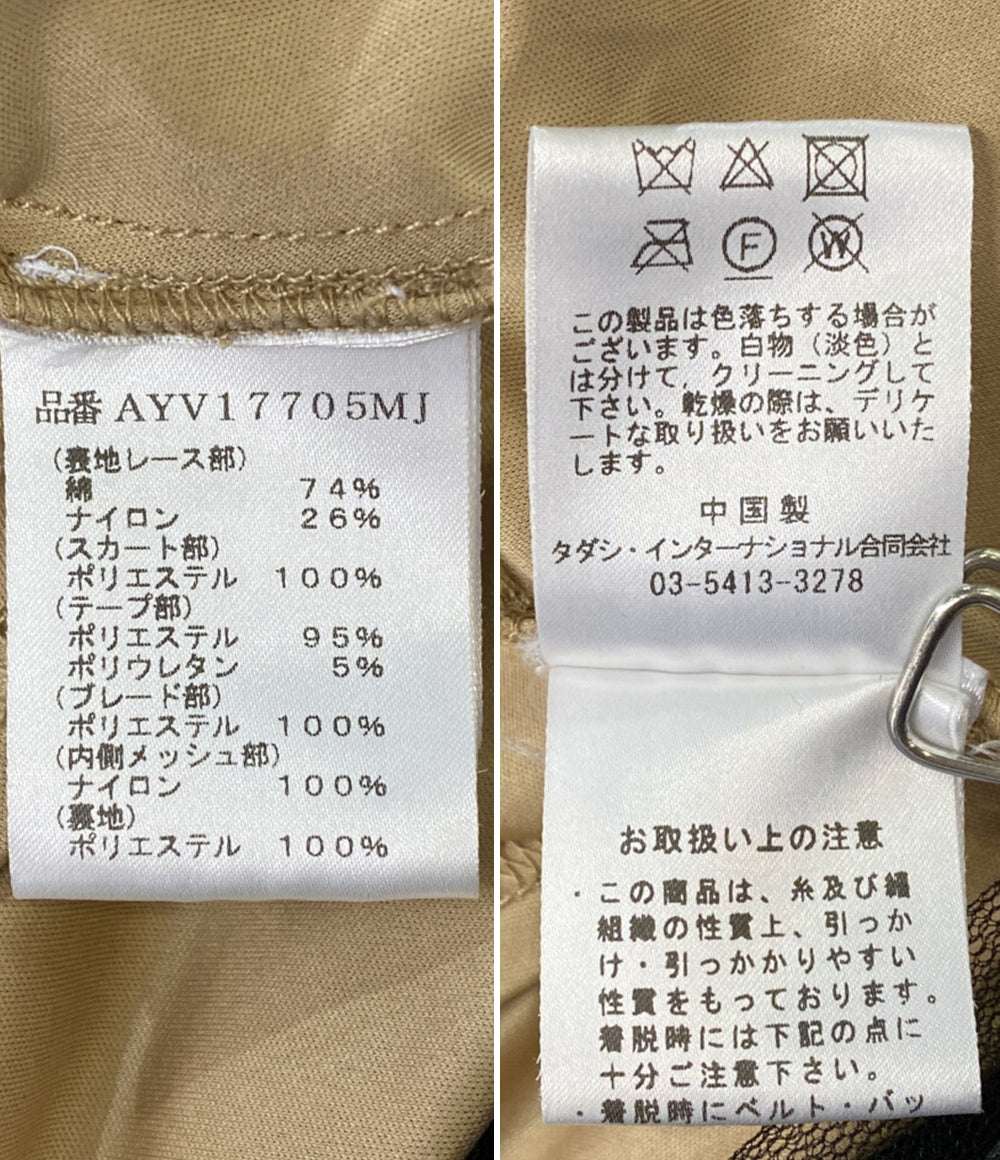 品番 AYV17705MJ
(裏地レース部)
綿 74%
ナイロン 26%
(スカート部)
ポリエステル 100%
(テープ部)
ポリエステル 95%
ポリウレタン 5%
(ブレード部)
ポリエステル 100%
(内側メッシュ部)
ナイロン 100%
(裏地)
ポリエステル 100%
F
W
この製品は色落ちする場合が
ございます。白物(淡色)と
は分けて、クリーニングして
下さい。乾燥の際は、デリケ
ートな取り扱いをお願いいた
します。
中国製
タダシ・インターナショナル合同会社
03-5413-3278
お取扱い上の注意
・この商品は、糸及び編
組織の性質上、引っか
け・引っかかりやすい
性質をもっております。
着脱時には下記の点に
十分ご注意下さい。
・着脱時にベルト・バッ